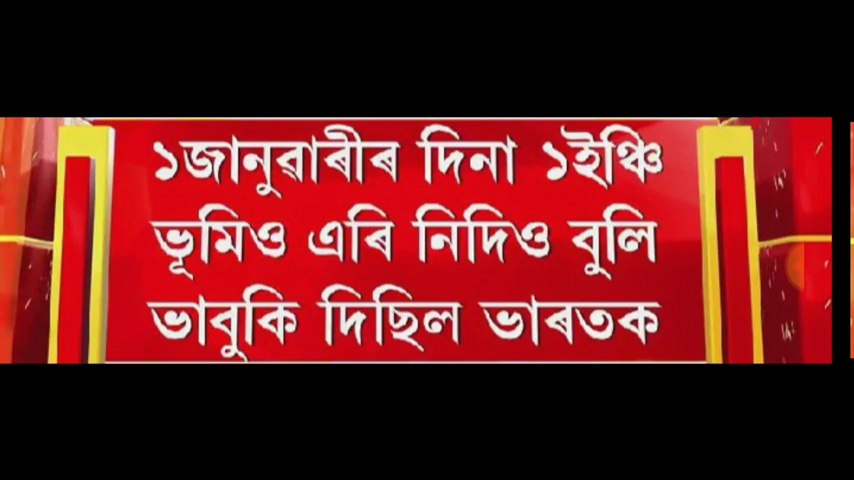 ১জানুৱাৰীৰ দিনা ১ইঞ্চি
ভূমিও এৰি নিদিও বুলি
ভাবুকি দিছিল ভাৰতক